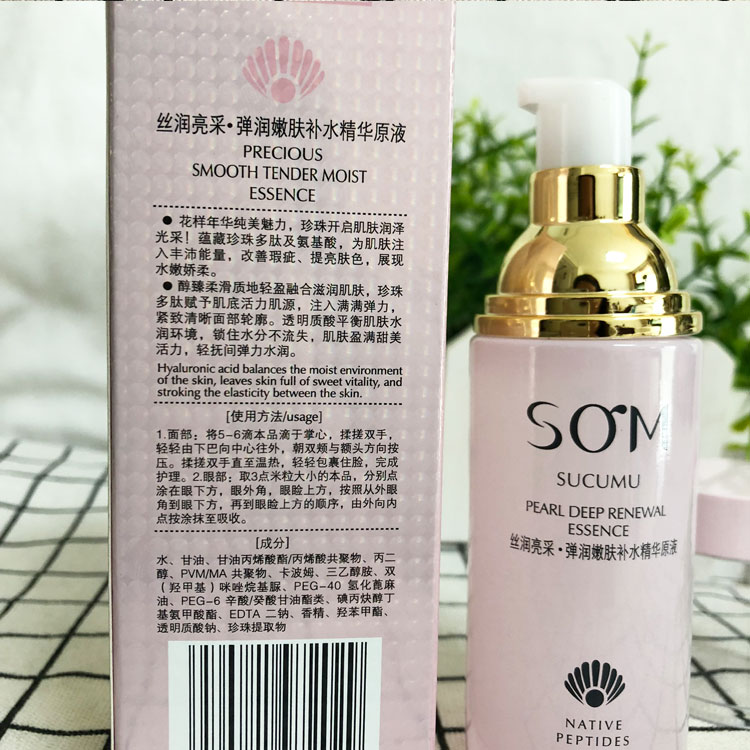 丝润亮采•弹润嫩肤补水精华原液
PRECIOUS
SMOOTH TENDER MOIST
ESSENCE
● 花样年华纯美魅力，珍珠开启肌肤润泽
光采！蕴藏珍珠多肽及氨基酸，为肌肤注
入丰沛能量，改善瑕疵、提亮肤色，展现
水嫩娇柔。
● 醇臻柔滑质地轻盈融合滋润肌肤，珍珠
多肽赋予肌底活力肌源，注入满满弹力，
紧致清晰面部轮廓。透明质酸平衡肌肤水
润环境，锁住水分不流失，肌肤盈满甜美
活力，轻抚间弹力水润。
Hyaluronic acid balances the moist environment
of the skin, leaves skin full of sweet vitality, and
stroking the elasticity between the skin.
[使用方法/usage]
1.面部：将5-6滴本品滴于掌心，揉搓双手，
轻轻由下巴向中心往外，朝双颊与额头方向按
压。揉搓双手直至温热，轻轻包裹住脸，完成
护理。2.眼部：取3点米粒大小的本品，分别点
涂在眼下方，眼外角，眼睑上方，按照从外眼
角到眼下方，再到眼睑上方的顺序，由外向内
点按涂抹至吸收。
[成分]
水、甘油、甘油丙烯酸酯/丙烯酸共聚物、丙二
醇、PVM/MA 共聚物、卡波姆、三乙醇胺、双
（羟甲基）咪唑烷基脲、PEG-40 氢化蓖麻
油、PEG-6 辛酸/癸酸甘油酯类、碘丙炔醇丁
基氨甲酸酯、EDTA 二钠、香精、羟苯甲酯、
透明质酸钠、珍珠提取物
SOM
SUCUMU
PEARL DEEP RENEWAL
ESSENCE
丝润亮采•弹润嫩肤补水精华原液
NATIVE
PEPTIDES